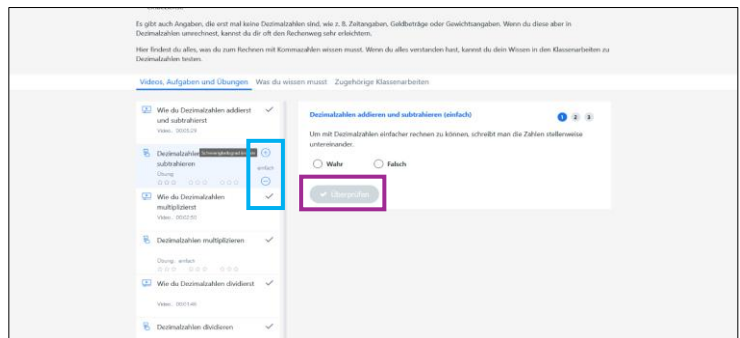 Es gibt auch Angaben, die erst mal keine Dezimalzahlen sind, wie z. B. Zeitangaben, Geldbeträge oder Gewichtsangaben. Wenn du diese aber in
Dezimalzahlen umrechnest, kannst du dir oft den Rechenweg sehr erleichtern.
Hier findest du alles, was du zum Rechnen mit Kommazahlen wissen musst. Wenn du alles verstanden hast, kannst du dein Wissen in den Klassenarbeiten zu
Dezimalzahlen testen.
Videos, Aufgaben und Übungen Was du wissen musst Zugehörige Klassenarbeiten
Wie du Dezimalzahlen addierst
und subtrahierst
Video
Dezimalzahlen
subtrahieren
einfach
Übung
Wie du Dezimalzahlen
multiplizierst
Video
Dezimalzahlen multiplizieren
Übung einfach
Wie du Dezimalzahlen dividierst
Video
Dezimalzahlen dividieren
Dezimalzahlen addieren und subtrahieren (einfach)
1 2 3
Um mit Dezimalzahlen einfacher rechnen zu können, schreibt man die Zahlen stellenweise
untereinander.
Wahr Falsch
Überprüfen